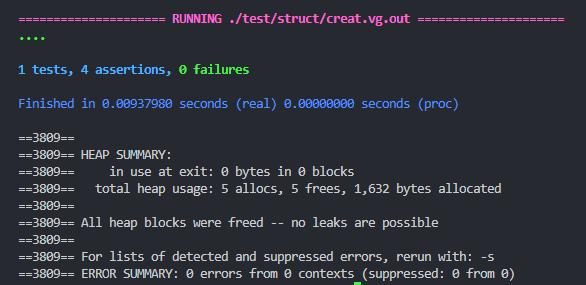 ==================== RUNNING ./test/struct/creat.vg.out ====================
....
1 tests, 4 assertions, 0 failures
Finished in 0.00937980 seconds (real) 0.00000000 seconds (proc)
==3809==
==3809== HEAP SUMMARY:
==3809==     in use at exit: 0 bytes in 0 blocks
==3809==   total heap usage: 5 allocs, 5 frees, 1,632 bytes allocated
==3809==
==3809== All heap blocks were freed -- no leaks are possible
==3809==
==3809== For lists of detected and suppressed errors, rerun with: -s
==3809== ERROR SUMMARY: 0 errors from 0 contexts (suppressed: 0 from 0)